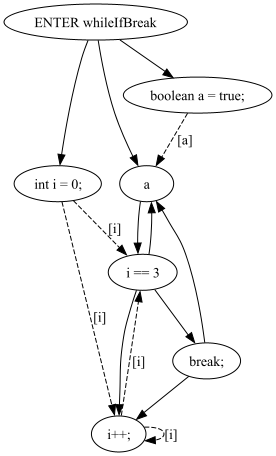 ENTER whileIfBreak
boolean a = true;
[a]
int i = 0;
a
[i]
i == 3
[i]
[i]
break;
i++;
[i]